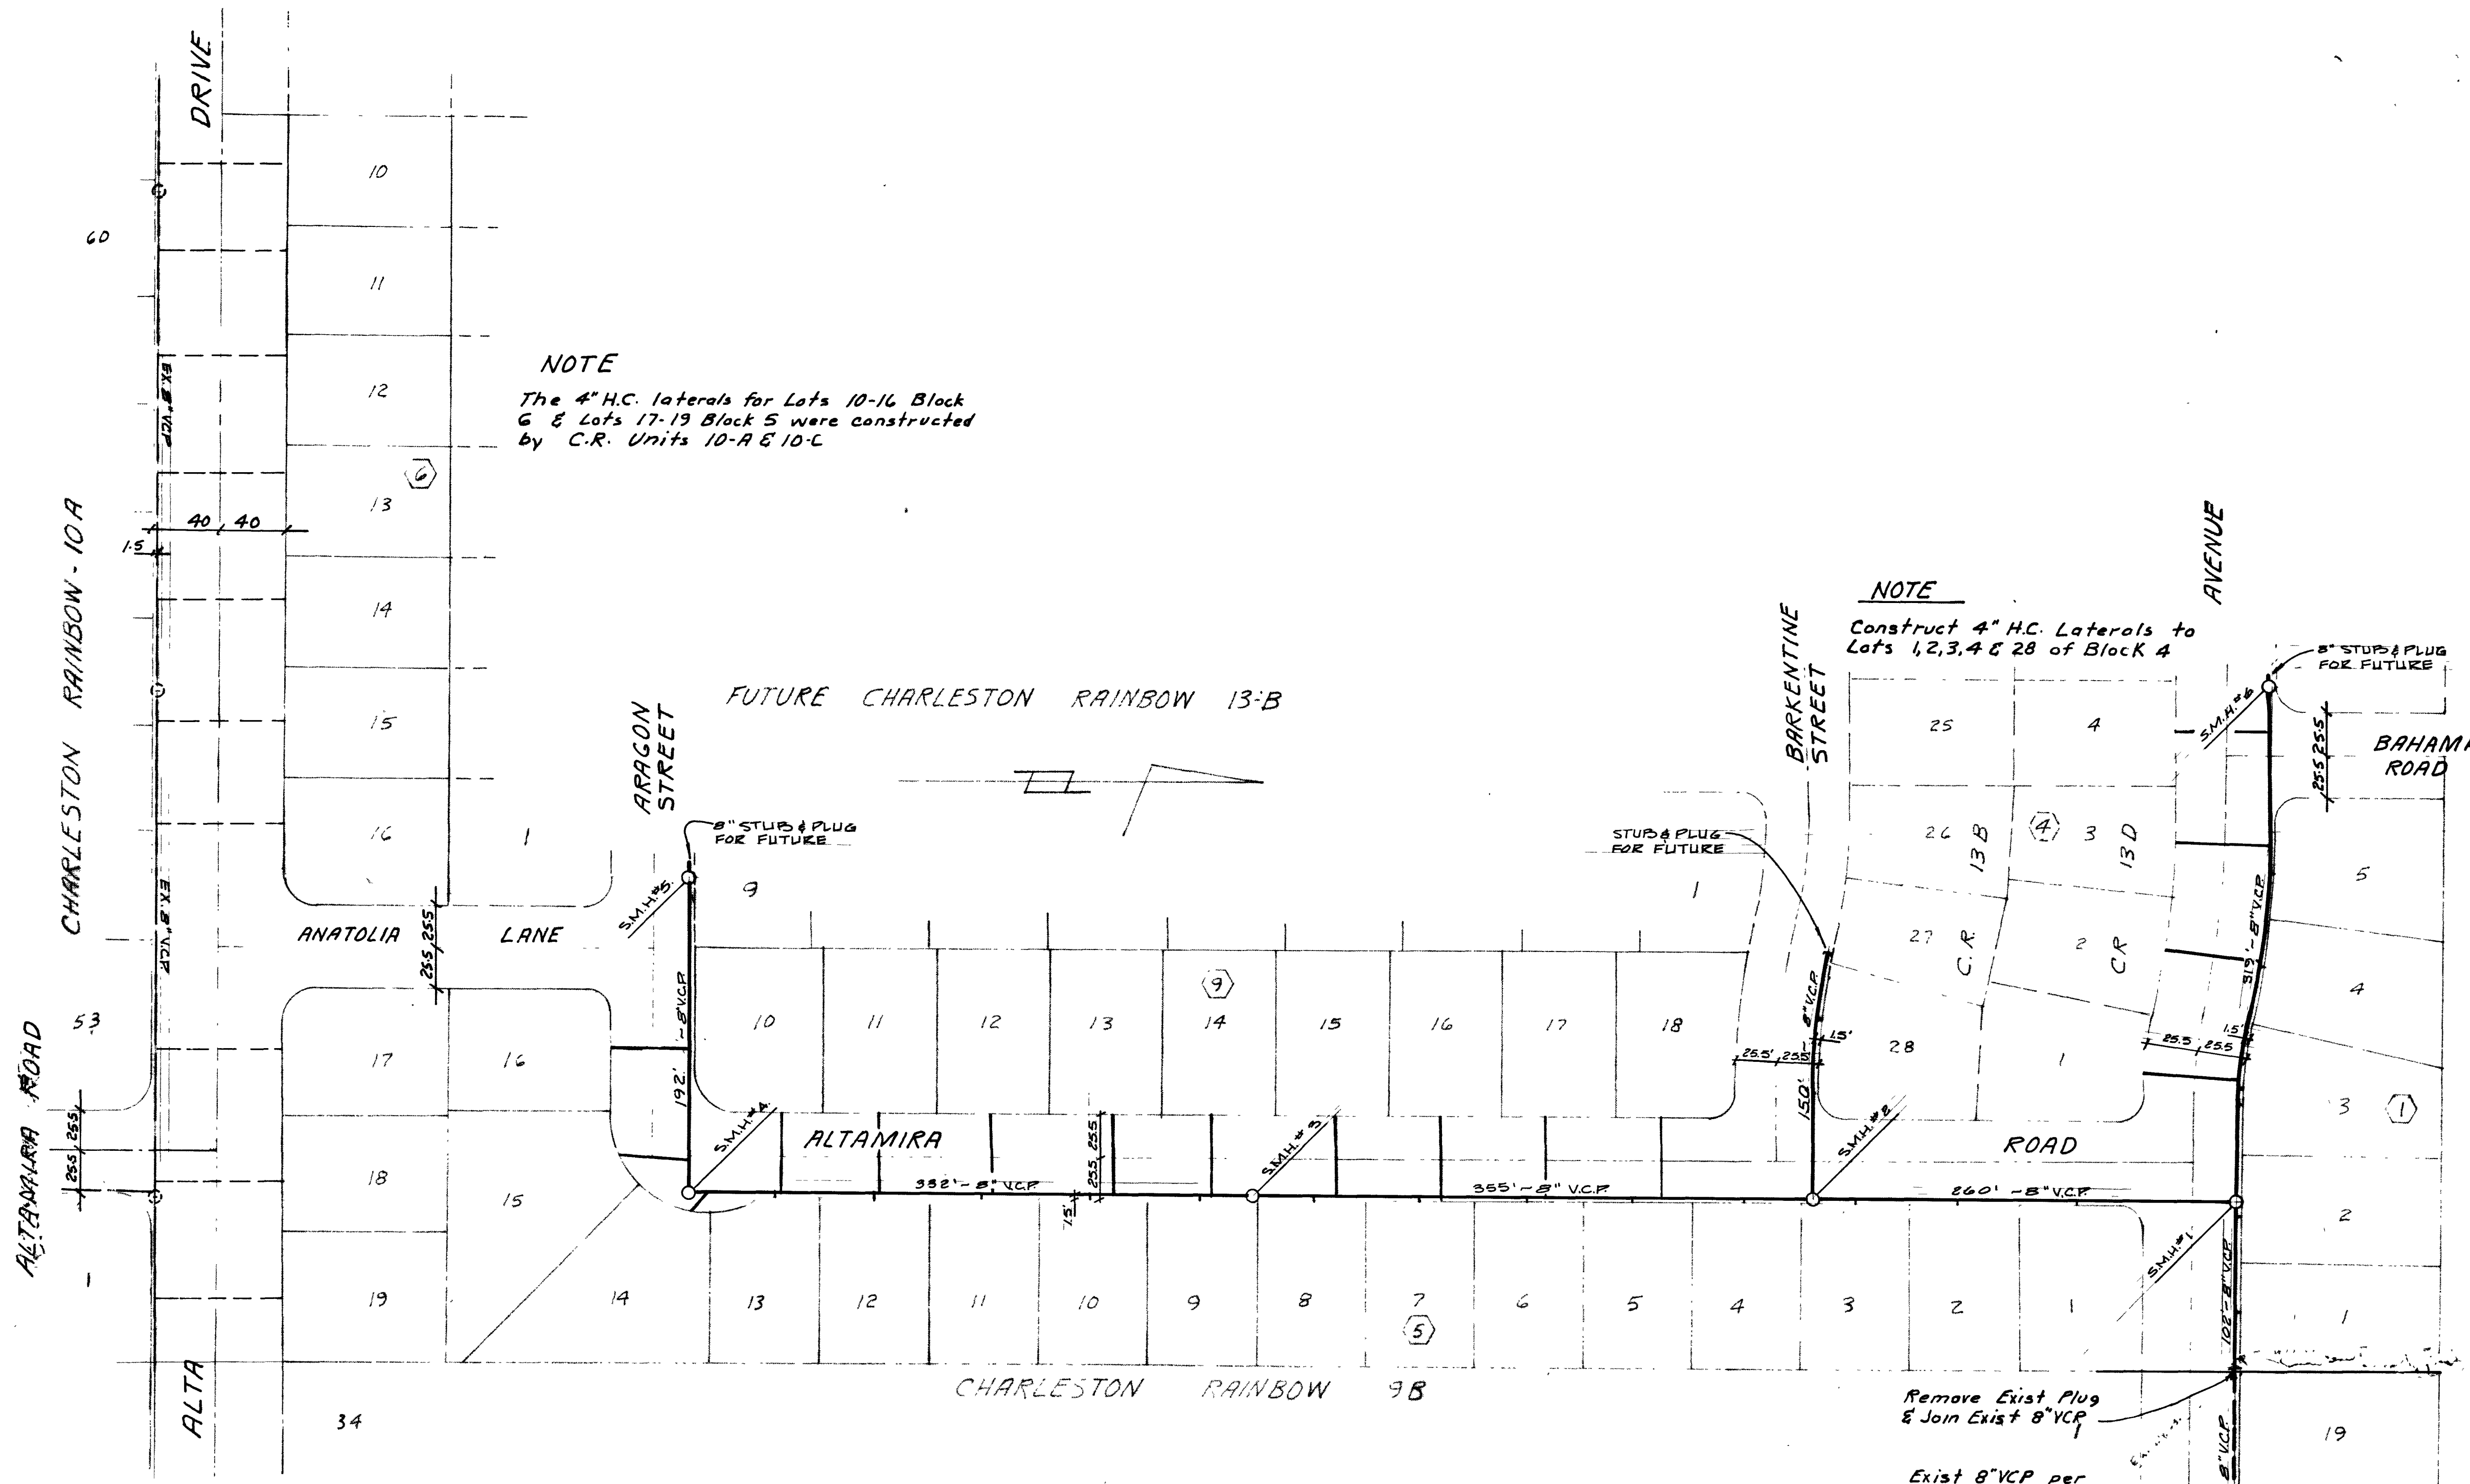 DRIVE
60
10
11
12
13
14
15
16
6
EX. 8" VCP
NOTE
The 4" H.C. laterals for Lots 10-16 Block
6 & Lots 17-19 Block 5 were constructed
by C.R. Units 10-A & 10-C
40 40
1.5
CHARLESTON RAINBOW - 10A
NOTE
Construct 4" H.C. Laterals to
Lots 1,2,3,4 & 28 of Block 4
AVENUE
8" STUB & PLUG
FOR FUTURE
S.M.H. #6
25.5 25.5
BAHAMA
ROAD
FUTURE CHARLESTON RAINBOW 13-B
ARAGON
STREET
BARKENTINE
STREET
8" STUB & PLUG
FOR FUTURE
STUB & PLUG
FOR FUTURE
25
4
26
13 B
4
3
13 D
27
C.R.
2
CR
28
1
5
4
3
1
2
1
319'-8" V.C.P.
1.5'
25.5 25.5
1
9
1
S.M.H. #5
EX. 8" V.C.P.
ANATOLIA LANE
25.5 25.5
53
ALTAMIRA ROAD
25.5 25.5
1
17
16
18
15
19
192' - 8" V.C.P.
9
10
11
12
13
14
15
16
17
18
25.5' 25.5'
1.5'
150' - 8" V.C.P.
S.M.H. #4
ALTAMIRA
25.5 25.5
S.M.H. #3
S.M.H. #2
ROAD
352' - 8" V.C.P.
1.5'
355' - 8" V.C.P.
260' - 8" V.C.P.
S.M.H. #1
102' - 8" V.C.P.
14
13
12
11
10
9
8
7
6
5
4
3
2
1
5
CHARLESTON RAINBOW 9B
ALTA
34
Remove Exist Plug
& Join Exist 8" VCP
8" V.C.P.
19
Exist 8" VCP per